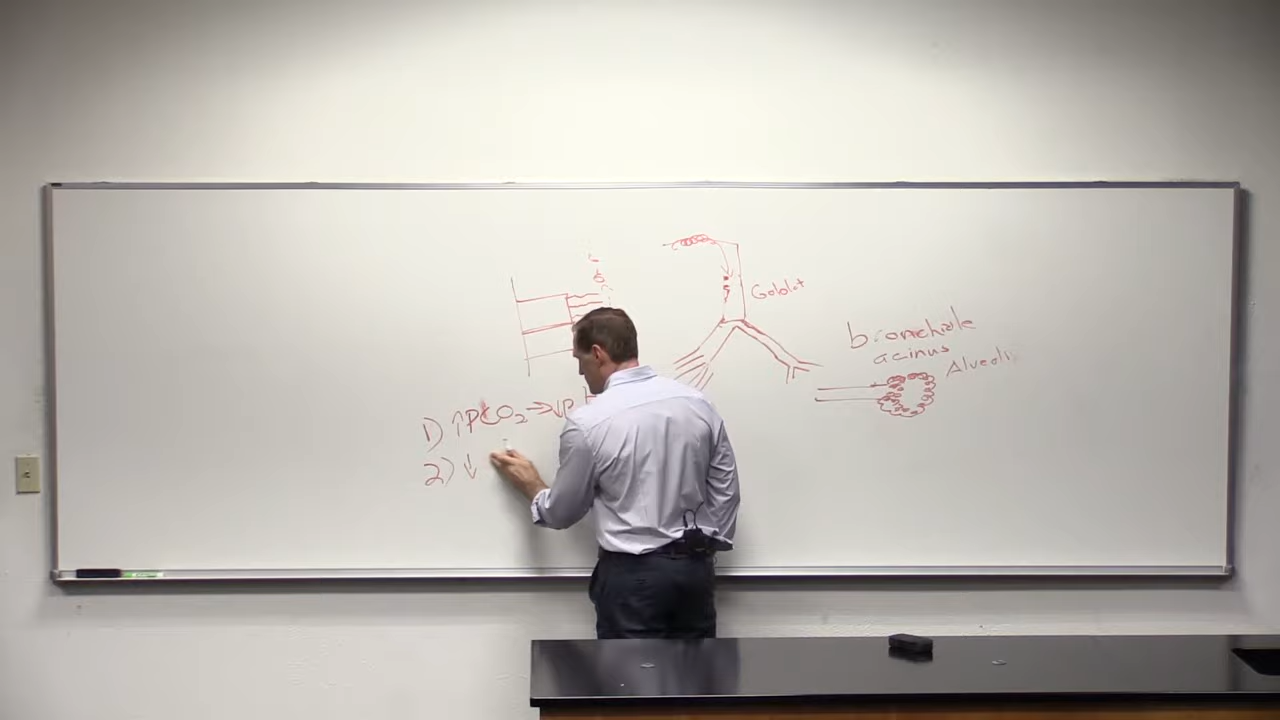 Goblet
bronchiole
acinus
Alveoli
1) ↑PCO₂→↓p
2) ↓